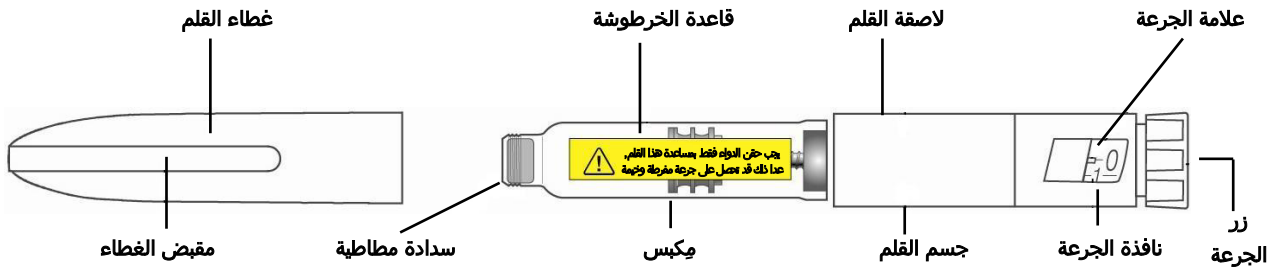 علامة الجرعة
لاصقة القلم
قاعدة الخرطوشة
غطاء القلم
يجب حقن الدواء فقط بمساعدة هذا القلم,
عدا ذلك قد تحصل على جرعة مفرطة وخيمة
0
1
زر
الجرعة
نافذة الجرعة
جسم القلم
مِكبس
سدادة مطاطية
مقبض الغطاء